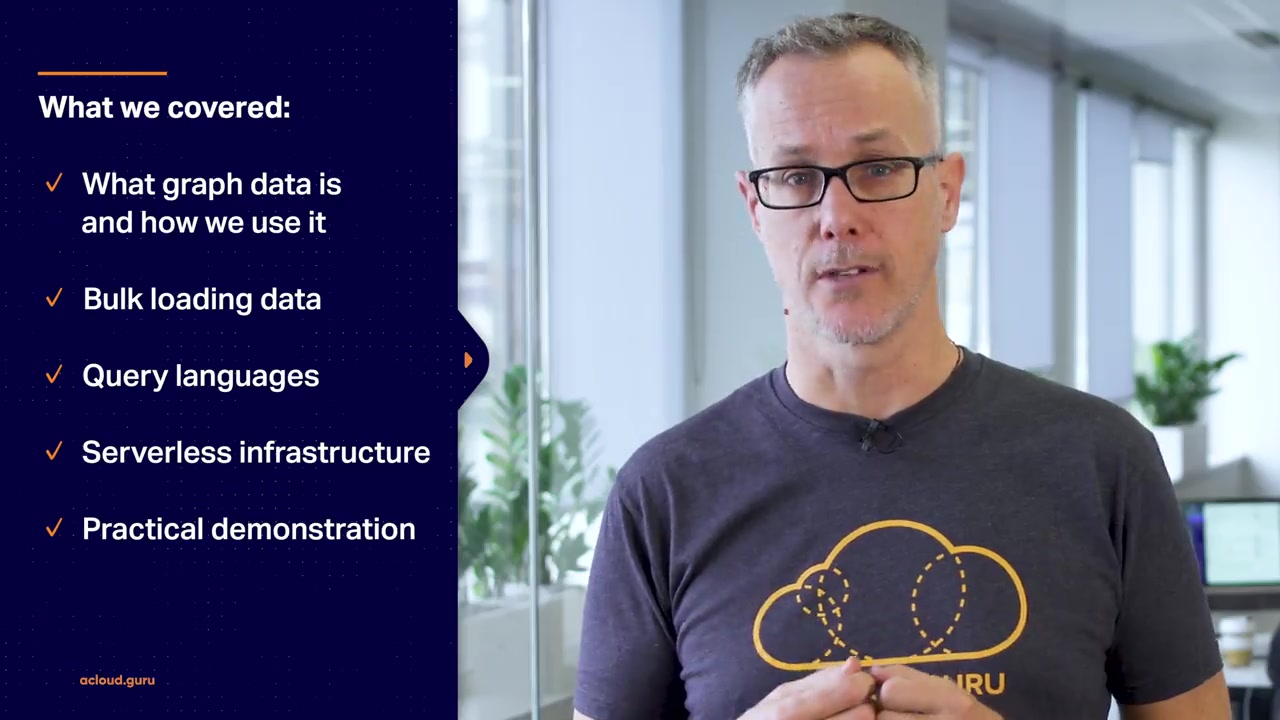 What we covered:
✓ What graph data is
and how we use it
✓ Bulk loading data
✓ Query languages
✓ Serverless infrastructure
✓ Practical demonstration
acloud.guru